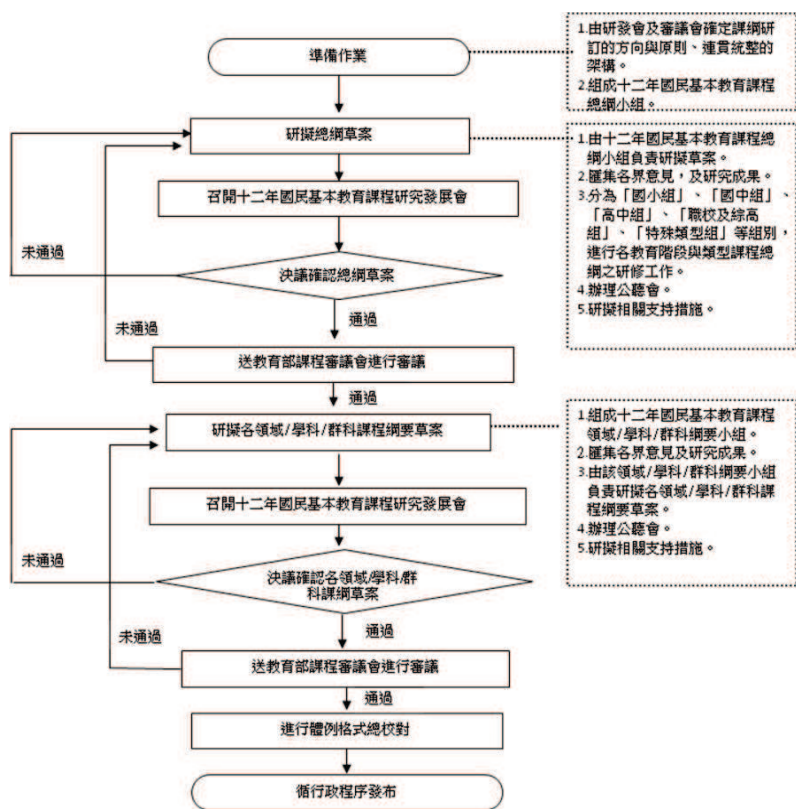 準備作業
1.由研發會及審議會確定課綱研
訂的方向與原則、連貫統整的
架構。
2.組成十二年國民基本教育課程
總綱小組。
研擬總綱草案
1.由十二年國民基本教育課程總
綱小組負責研擬草案。
2.匯集各界意見,及研究成果。
3.分為「國小組」、「國中組」、
「高中組」、「職校及綜高
組」、「特殊類型組」等組別,
進行各教育階段與類型課程總
綱之研修工作。
4.辦理公聽會。
5.研擬相關支持措施。
召開十二年國民基本教育課程研究發展會
未通過
決議確認總綱草案
通過
未通過
送教育部課程審議會進行審議
通過
研擬各領域/學科/群科課程綱要草案
1.組成十二年國民基本教育課程
領域/學科/群科綱要小組。
2.匯集各界意見及研究成果。
3.由該領域/學科/群科綱要小組
負責研擬各領域/學科/群科課
程綱要草案。
4.辦理公聽會。
5.研擬相關支持措施。
召開十二年國民基本教育課程研究發展會
未通過
決議確認各領域/學科/群
科課綱草案
通過
未通過
送教育部課程審議會進行審議
通過
進行體例格式總校對
循行政程序發布